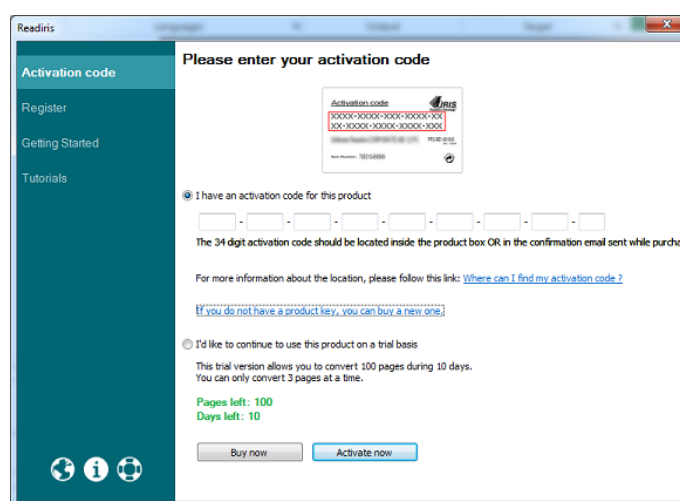 Readiris
Languages Output Target
Activation code
Register
Getting Started
Tutorials
Please enter your activation code
Activation code
IRIS
XXXX-XXXX-XXX-XXXX-XX
XX-XXXX-XXXX-XXXX-XXX
I have an activation code for this product
- - - - - - - -
The 34 digit activation code should be located inside the product box OR in the confirmation email sent while purcha
For more information about the location, please follow this link: Where can I find my activation code ?
If you do not have a product key, you can buy a new one.
I'd like to continue to use this product on a trial basis
This trial version allows you to convert 100 pages during 10 days.
You can only convert 3 pages at a time.
Pages left: 100
Days left: 10
Buy now
Activate now